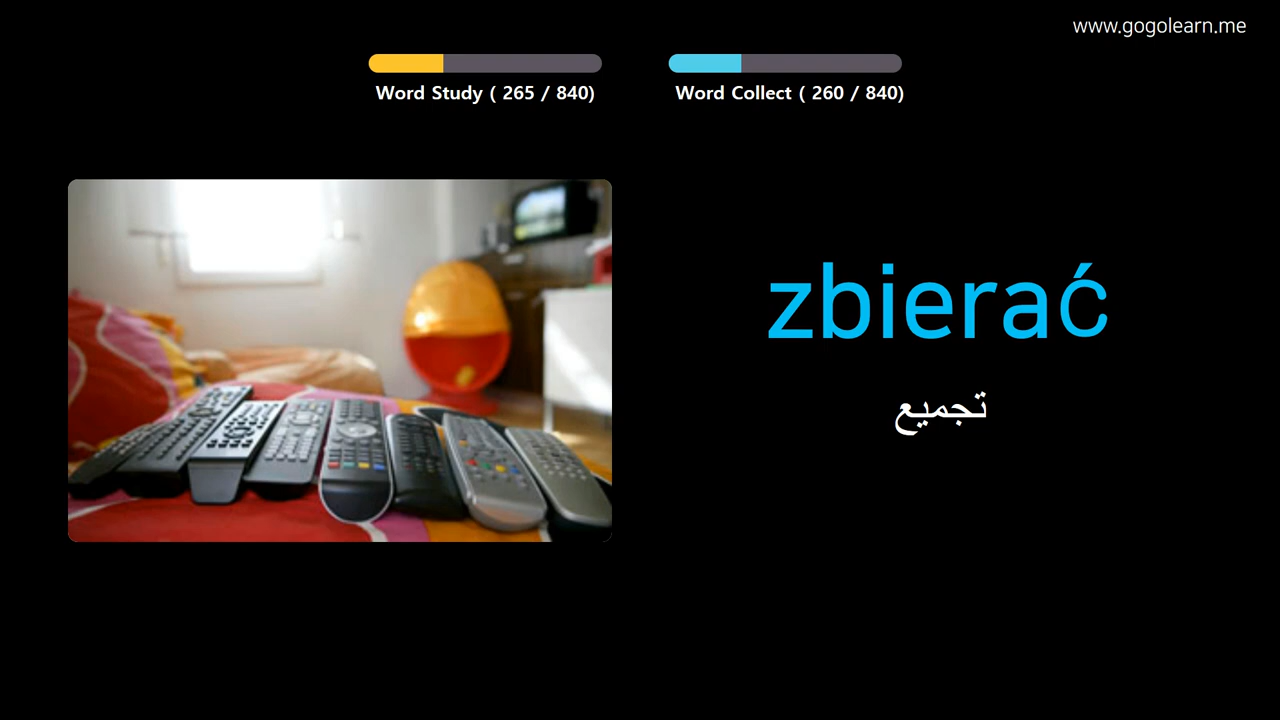 www.gogolearn.me
Word Study ( 265 / 840)
Word Collect ( 260 / 840)
zbierać
تجميع